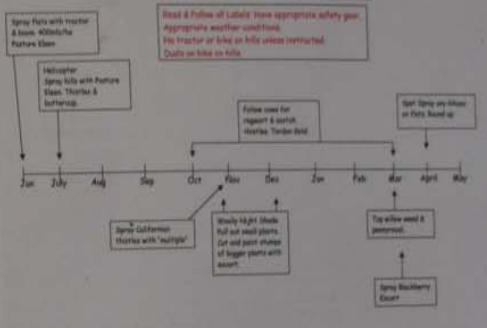 Read & Follow all Labels. Have appropriate safety gear.
Appropriate weather conditions.
No tractor or bike on hills unless instructed.
Quads on bike on hills
Spray flats with tractor
& boom. 400mls/ha
Pasture Kleen
Helicopter
Spray hills with Pasture
Kleen. Thistles &
buttercup.
Follow cows for
ragwort & scotch
thistles. Tordon Gold
Spot Spray any
on flats. Round up
Jun July Aug Sep Oct Nov Dec Jan Feb Mar April May
Spray Californian
thistles with "multiple"
Woolly Night Shade
Pull out small plants.
Cut and paint stumps
of bigger plants with
escort.
Top willow weed &
pennyroyal.
Spray Blackberry
Escort